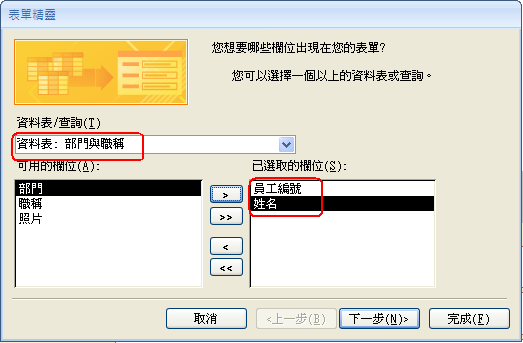 表單精靈
您想要哪些欄位出現在您的表單?
您可以選擇一個以上的資料表或查詢。
資料表/查詢(T)
資料表: 部門與職稱
可用的欄位(A):
已選取的欄位(S):
部門
職稱
照片
>
>>
<
<<
員工編號
姓名
取消
<上一步(B)
下一步(N)>
完成(F)